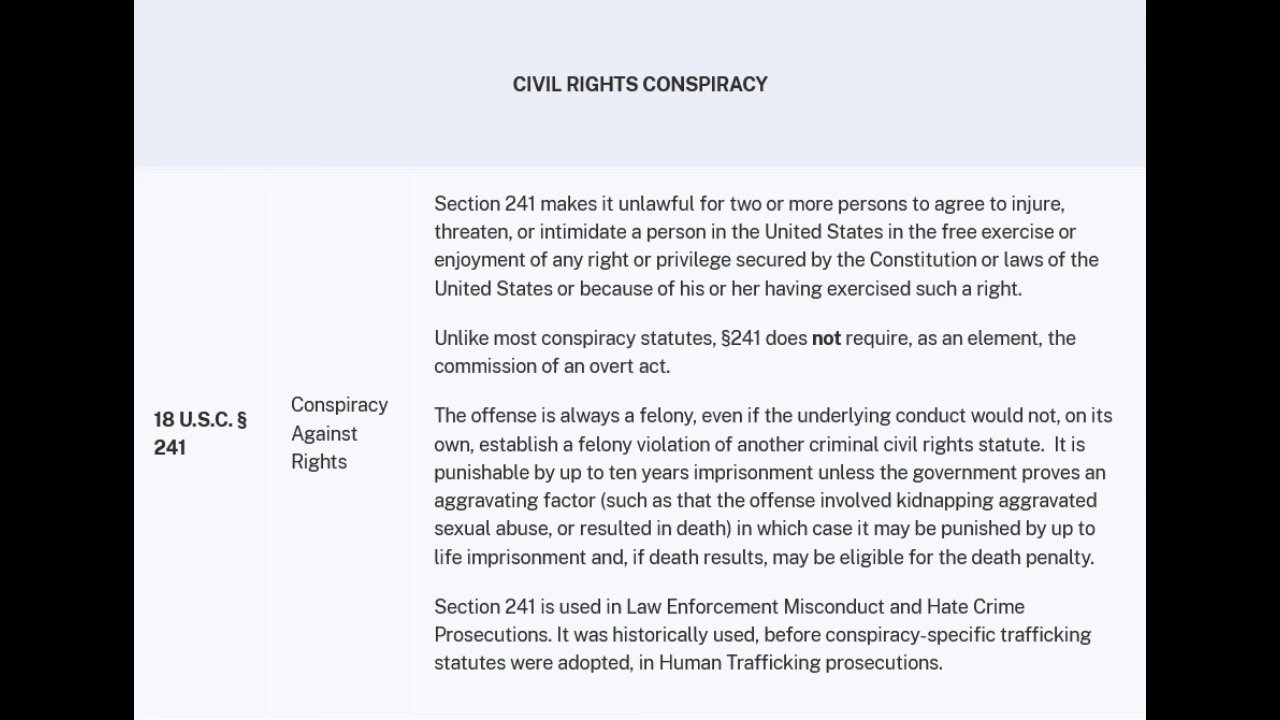 CIVIL RIGHTS CONSPIRACY
18 U.S.C. §
241
Conspiracy
Against
Rights
Section 241 makes it unlawful for two or more persons to agree to injure,
threaten, or intimidate a person in the United States in the free exercise or
enjoyment of any right or privilege secured by the Constitution or laws of the
United States or because of his or her having exercised such a right.
Unlike most conspiracy statutes, §241 does not require, as an element, the
commission of an overt act.
The offense is always a felony, even if the underlying conduct would not, on its
own, establish a felony violation of another criminal civil rights statute.  It is
punishable by up to ten years imprisonment unless the government proves an
aggravating factor (such as that the offense involved kidnapping aggravated
sexual abuse, or resulted in death) in which case it may be punished by up to
life imprisonment and, if death results, may be eligible for the death penalty.
Section 241 is used in Law Enforcement Misconduct and Hate Crime
Prosecutions. It was historically used, before conspiracy-specific trafficking
statutes were adopted, in Human Trafficking prosecutions.